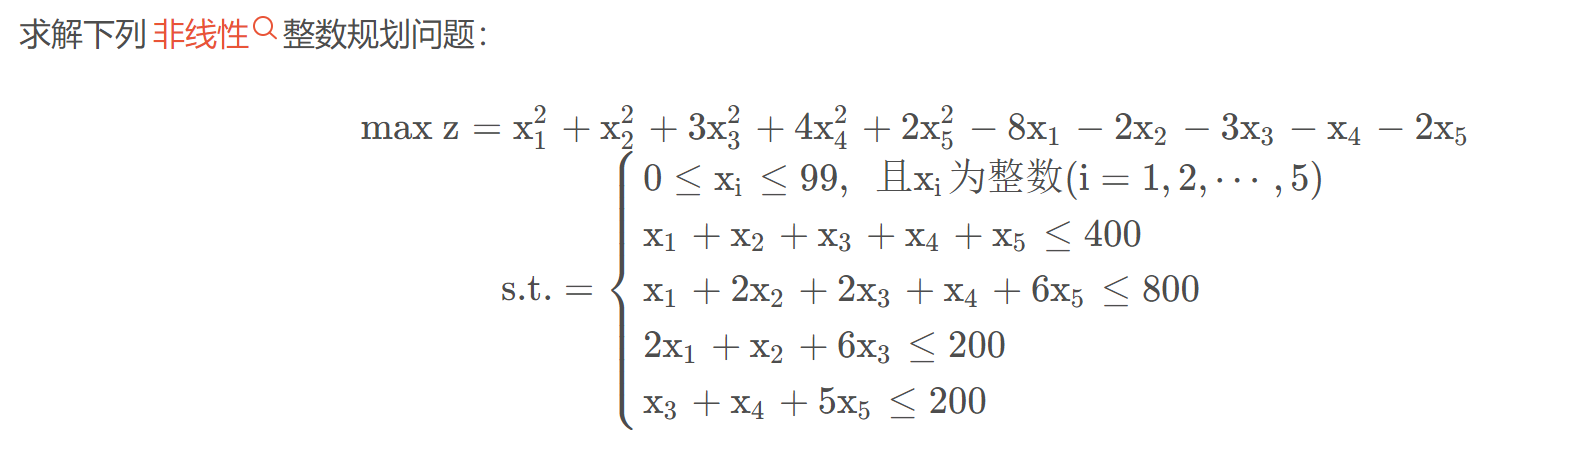 求解下列 非线性 整数规划问题：
max z = x₁² + x₂² + 3x₃² + 4x₄² + 2x₅² − 8x₁ − 2x₂ − 3x₃ − x₄ − 2x₅
0 ≤ xᵢ ≤ 99, 且xᵢ为整数(i = 1, 2, ⋯ , 5)
x₁ + x₂ + x₃ + x₄ + x₅ ≤ 400
s.t. = { x₁ + 2x₂ + 2x₃ + x₄ + 6x₅ ≤ 800
2x₁ + x₂ + 6x₃ ≤ 200
x₃ + x₄ + 5x₅ ≤ 200